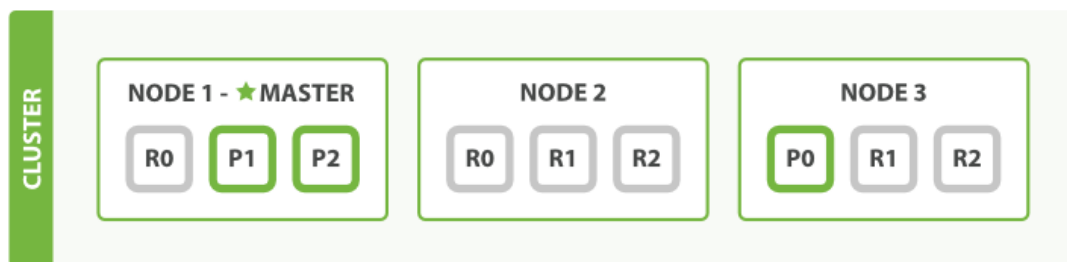 CLUSTER
NODE 1 - ★ MASTER
R0 P1 P2
NODE 2
R0 R1 R2
NODE 3
P0 R1 R2